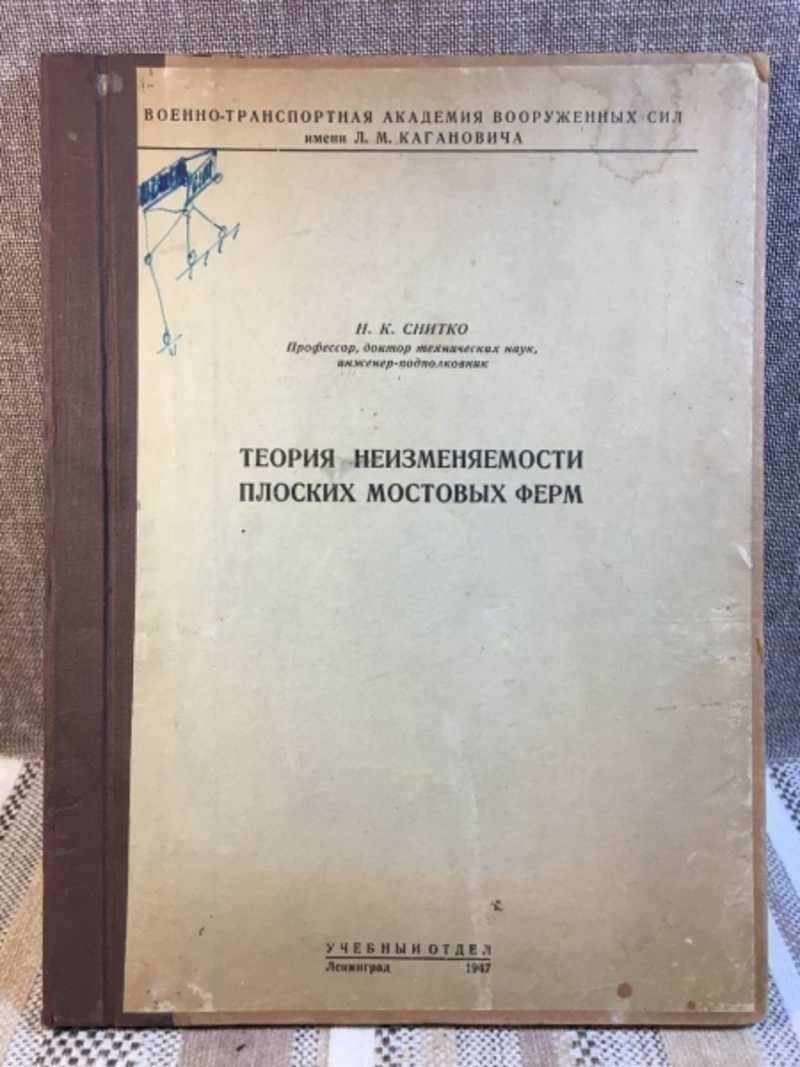 ВОЕННО-ТРАНСПОРТНАЯ АКАДЕМИЯ ВООРУЖЕННЫХ СИЛ
имени Л. М. КАГАНОВИЧА
Н. К. СНИТКО
Профессор, доктор технических наук,
инженер-подполковник
ТЕОРИЯ НЕИЗМЕНЯЕМОСТИ
ПЛОСКИХ МОСТОВЫХ ФЕРМ
УЧЕБНЫЙ ОТДЕЛ
Ленинград 1947